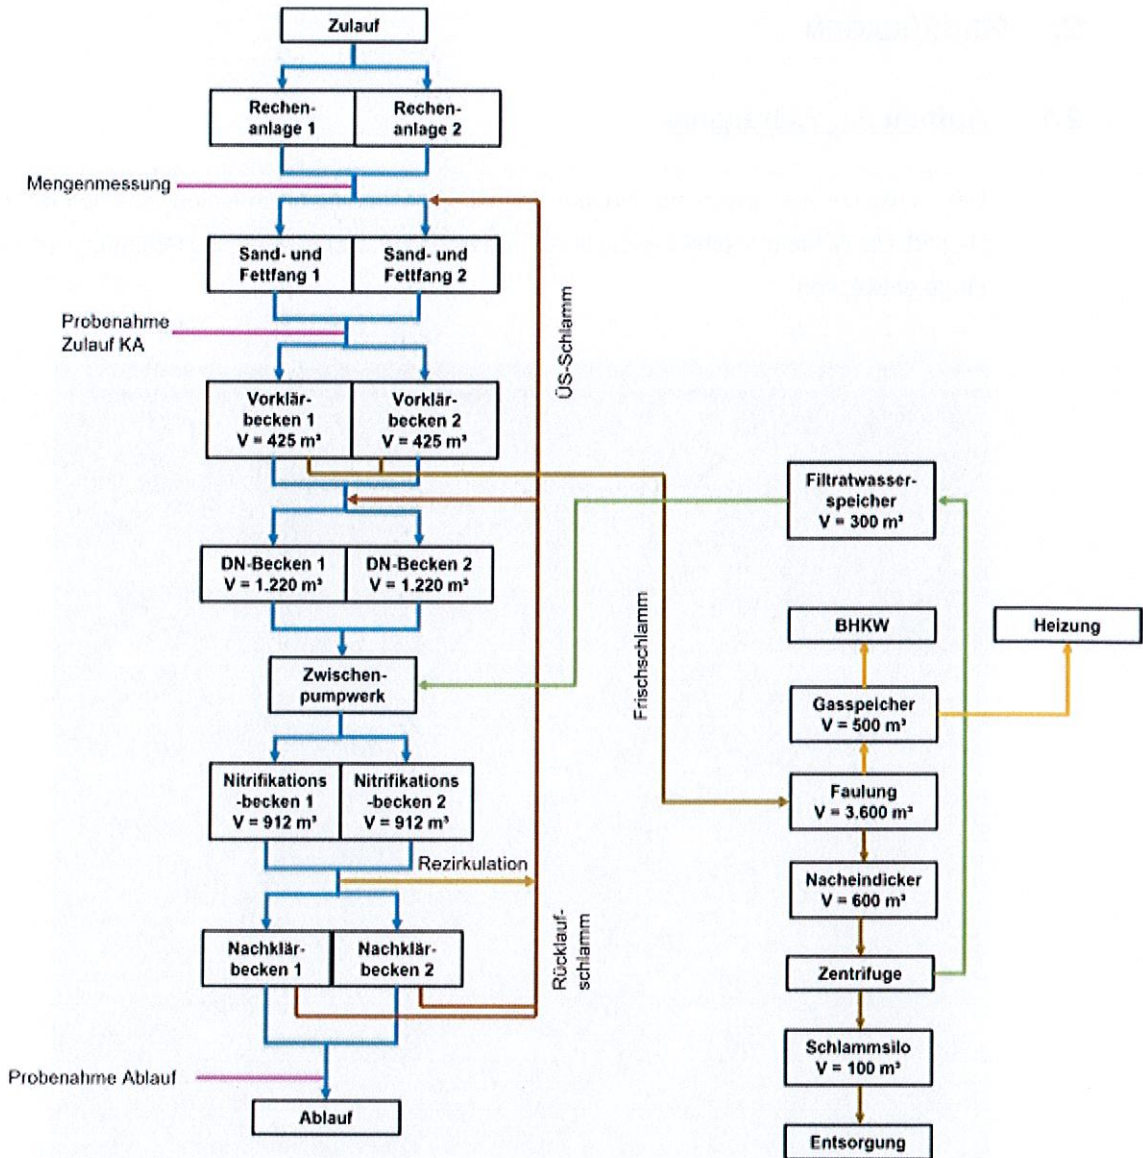 Zulauf
Rechen-
anlage 1
Rechen-
anlage 2
Mengenmessung
Sand- und
Fettfang 1
Sand- und
Fettfang 2
Probenahme
Zulauf KA
ÜS-Schlamm
Vorklär-
becken 1
V = 425 m³
Vorklär-
becken 2
V = 425 m³
Filtratwasser-
speicher
V = 300 m³
DN-Becken 1
V = 1.220 m³
DN-Becken 2
V = 1.220 m³
Frischschlamm
BHKW
Heizung
Zwischen-
pumpwerk
Gasspeicher
V = 500 m³
Nitrifikations
-becken 1
V = 912 m³
Nitrifikations
-becken 2
V = 912 m³
Faulung
V = 3.600 m³
Rezirkulation
Nacheindicker
V = 600 m³
Nachklär-
becken 1
Nachklär-
becken 2
Rücklauf-
schlamm
Zentrifuge
Schlammsilo
V = 100 m³
Probenahme Ablauf
Ablauf
Entsorgung